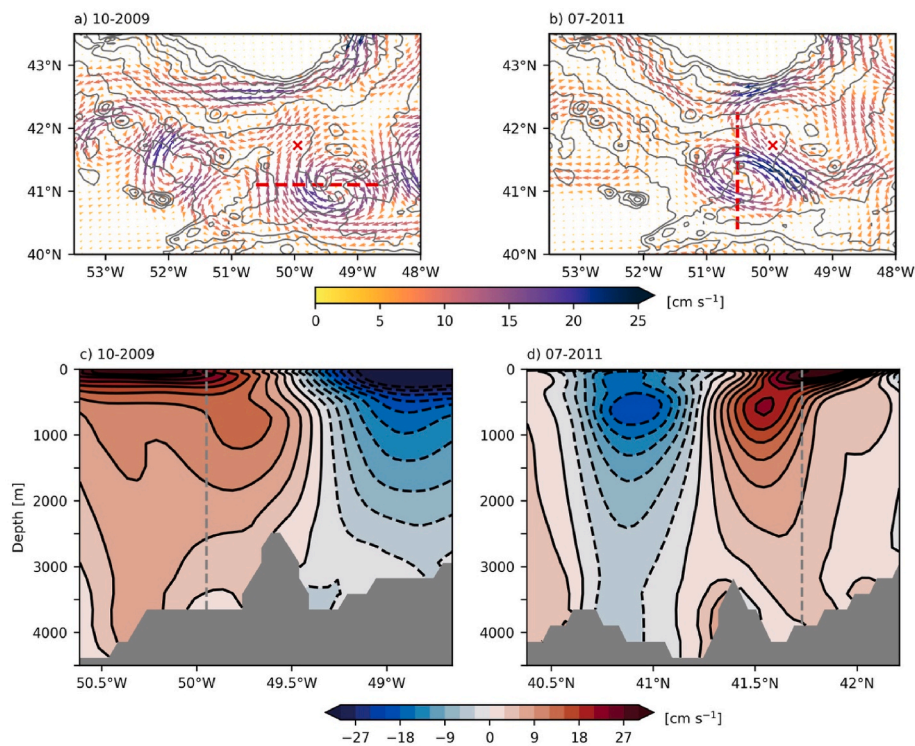 a) 10-2009
b) 07-2011
43°N
42°N
41°N
40°N
53°W 52°W 51°W 50°W 49°W 48°W
43°N
42°N
41°N
40°N
53°W 52°W 51°W 50°W 49°W 48°W
0 5 10 15 20 25
[cm s⁻¹]
c) 10-2009
d) 07-2011
Depth [m]
0
1000
2000
3000
4000
50.5°W 50°W 49.5°W 49°W
0
1000
2000
3000
4000
40.5°N 41°N 41.5°N 42°N
−27 −18 −9 0 9 18 27
[cm s⁻¹]